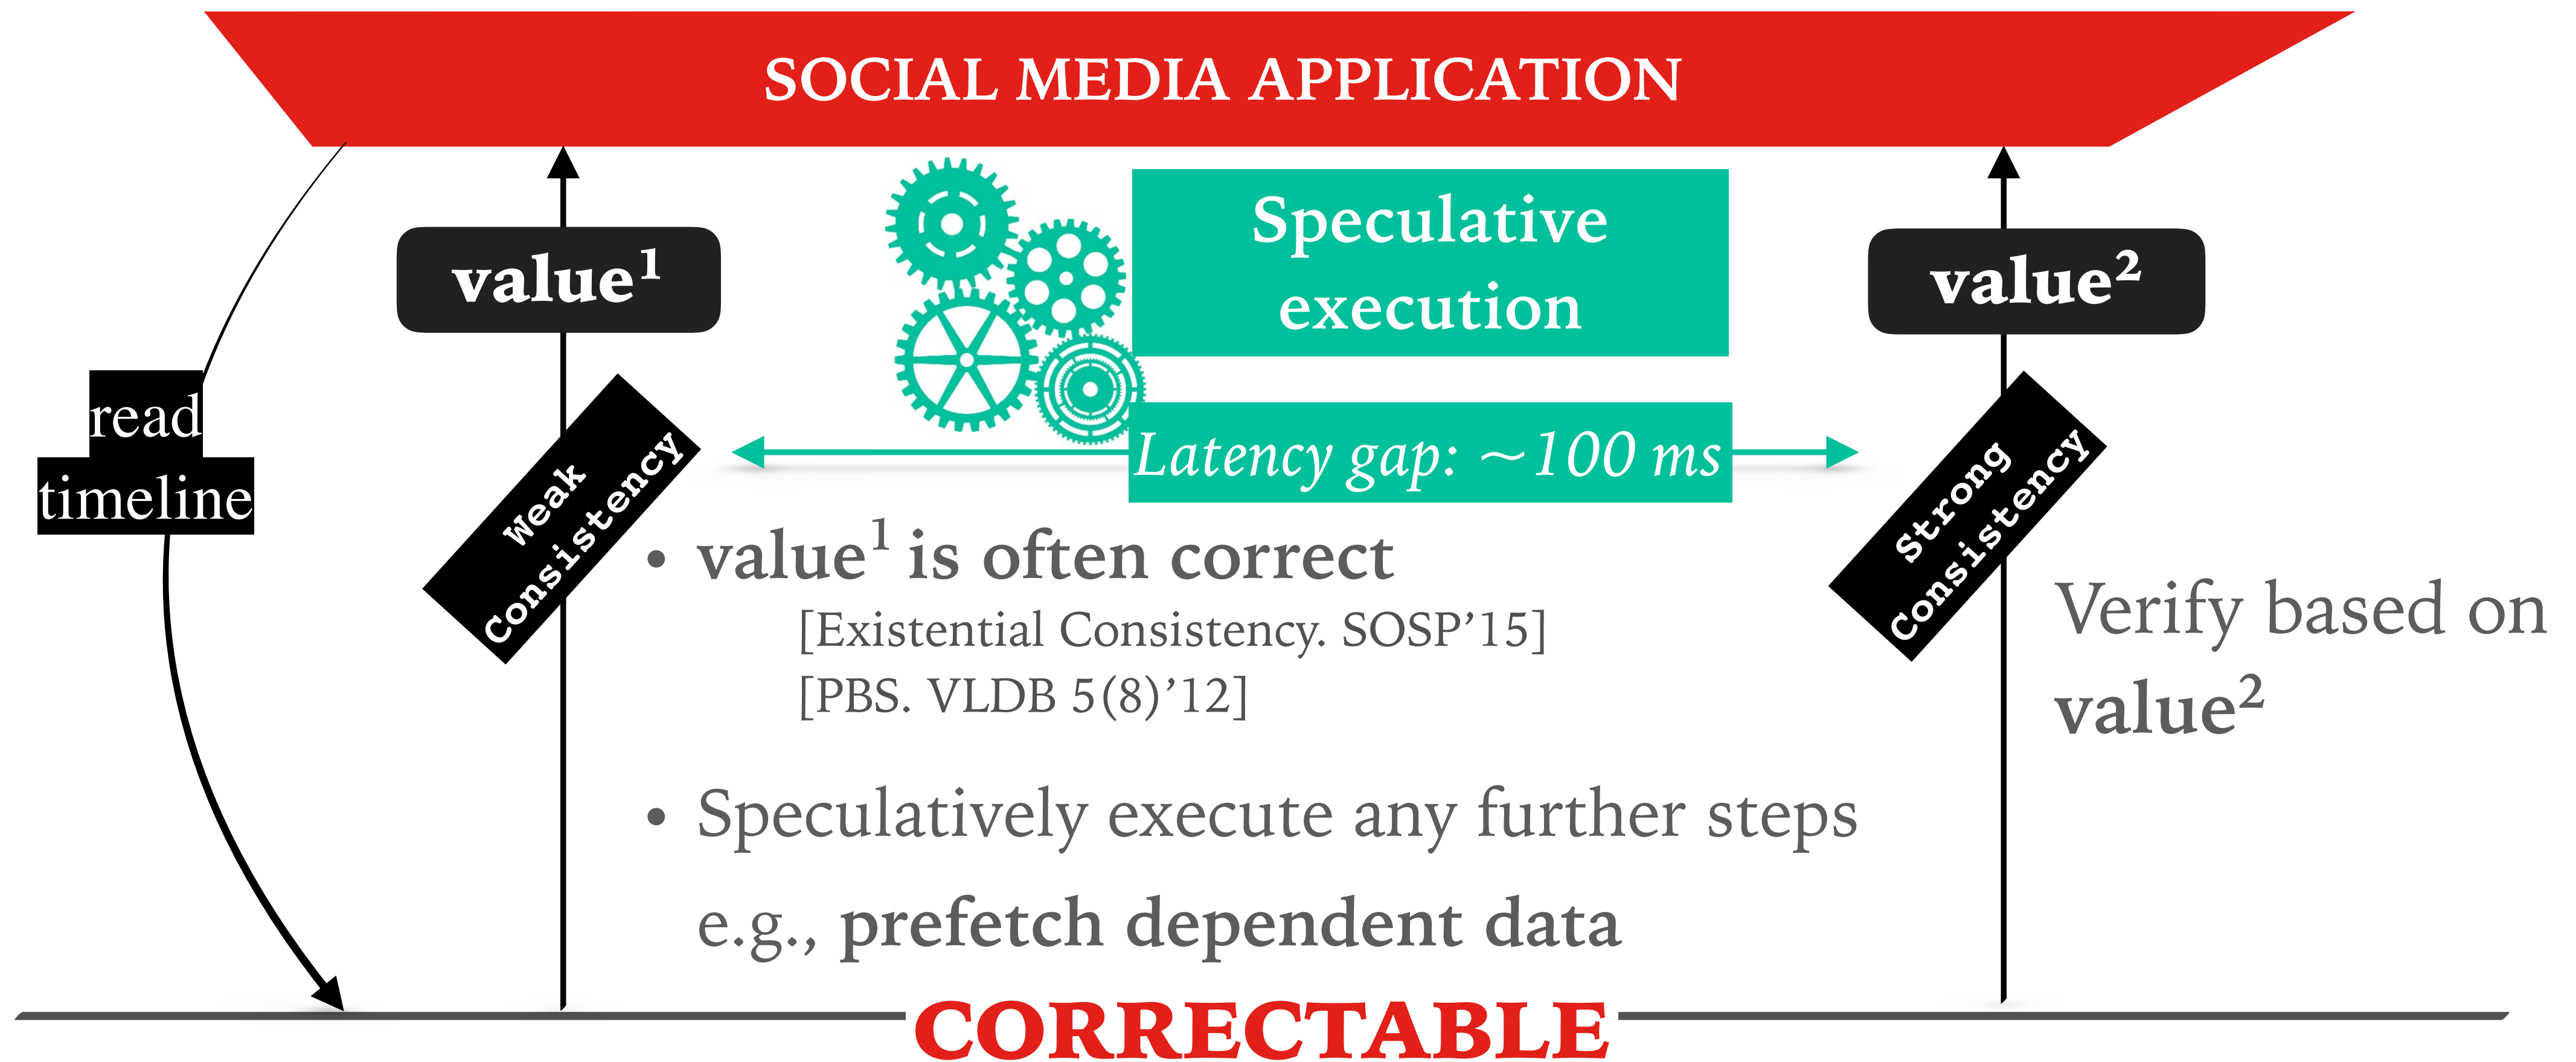 SOCIAL MEDIA APPLICATION
value¹
Speculative
execution
value²
read
timeline
Weak
Consistency
Latency gap: ~100 ms
Strong
Consistency
• value¹ is often correct
[Existential Consistency. SOSP’15]
[PBS. VLDB 5(8)’12]
Verify based on
value²
• Speculatively execute any further steps
e.g., prefetch dependent data
CORRECTABLE